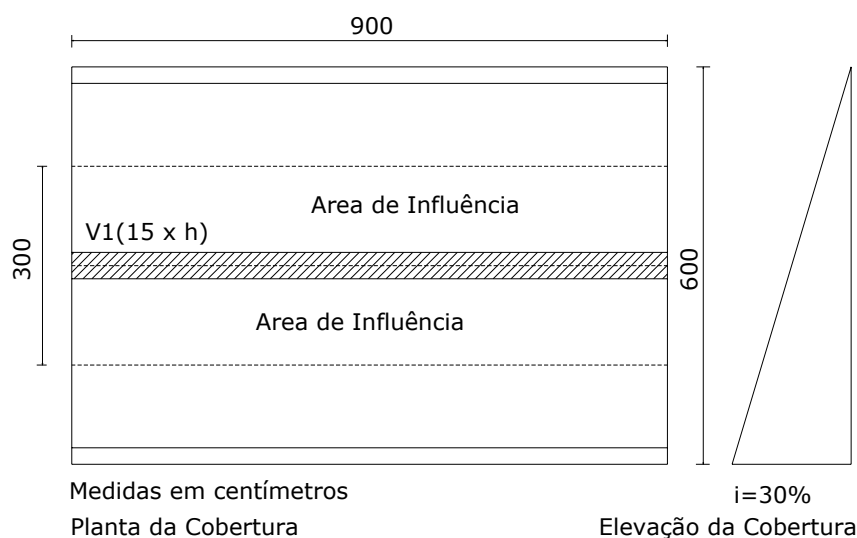 900
Area de Influência
V1(15 x h)
300
600
Area de Influência
Medidas em centímetros
i=30%
Planta da Cobertura
Elevação da Cobertura